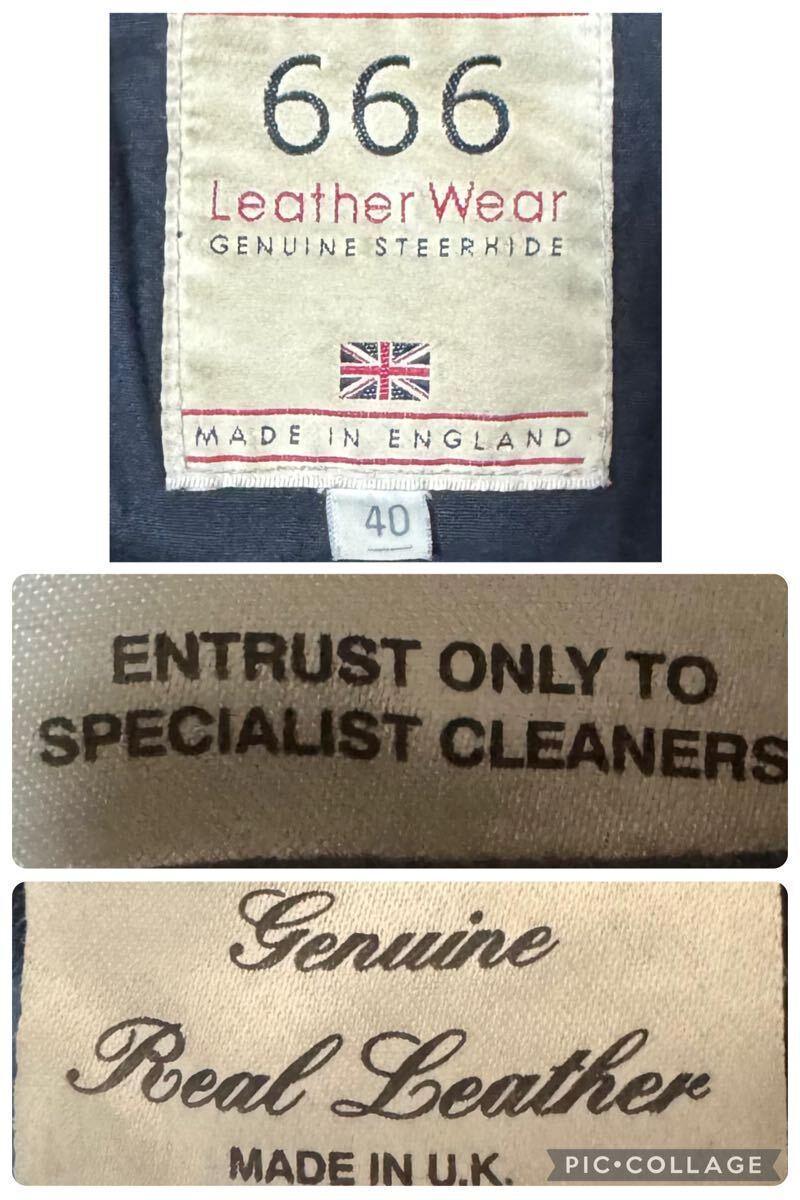 666
Leather Wear
GENUINE STEERHIDE
MADE IN ENGLAND
40
ENTRUST ONLY TO
SPECIALIST CLEANERS
Genuine
Real Leather
MADE IN U.K.
PIC•COLLAGE